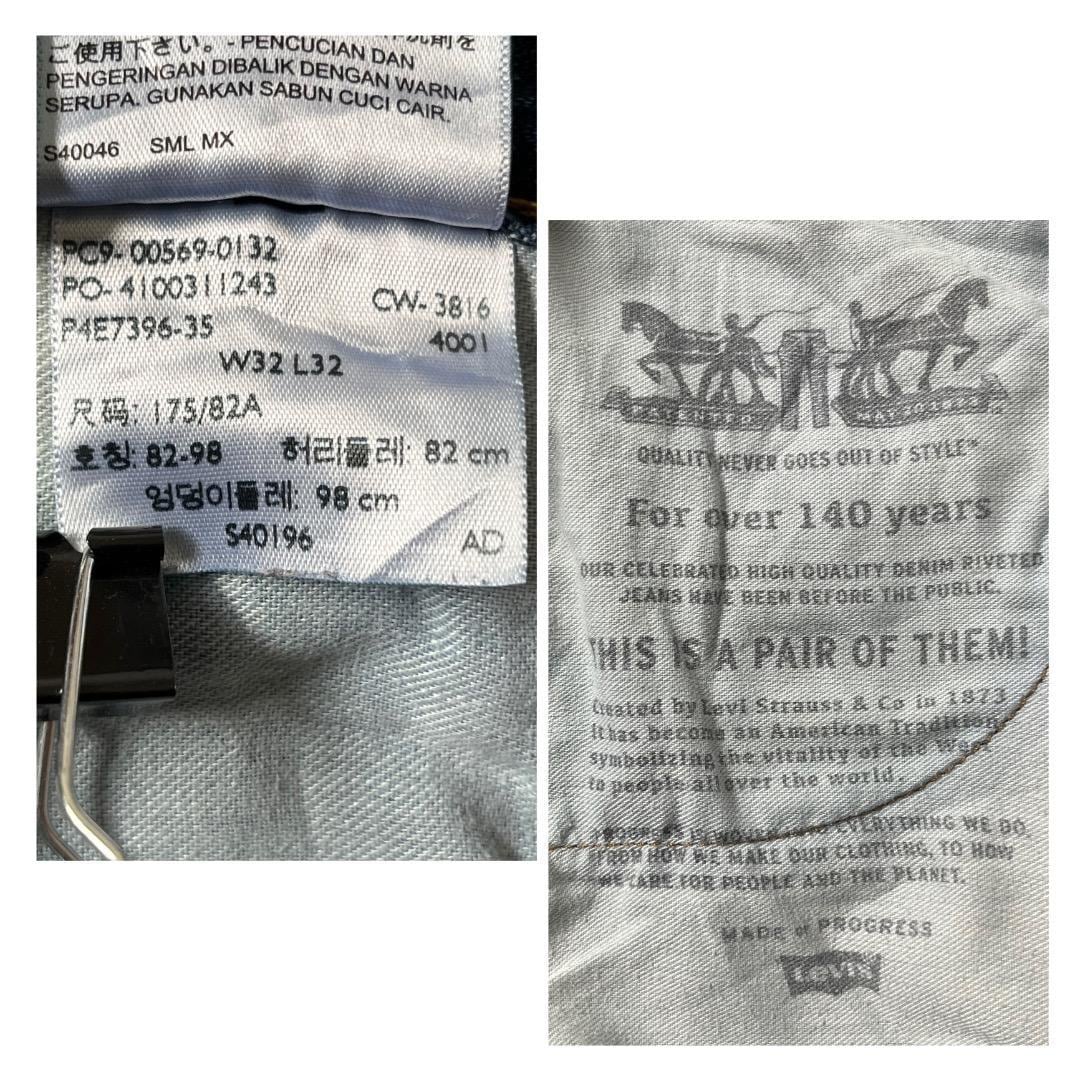 ご使用下さい。- PENCUCIAN DAN
PENGERINGAN DIBALIK DENGAN WARNA
SERUPA. GUNAKAN SABUN CUCI CAIR.
S40046 SML MX
PC9-00569-0132
PO-4100311243
CW-3816
P4E7396-35
4001
W32 L32
尺码: 175/82A
호칭: 82-98 허리둘레: 82 cm
엉덩이둘레: 98 cm
S40196 AD
QUALITY NEVER GOES OUT OF STYLE™
For over 140 years
OUR CELEBRATED HIGH QUALITY DENIM RIVETED
JEANS HAVE BEEN BEFORE THE PUBLIC.
THIS IS A PAIR OF THEM!
Created by Levi Strauss & Co in 1873
It has become an American Tradition
symbolizing the vitality of the West
to people all over the world.
PROGRESS IS WOVEN INTO EVERYTHING WE DO,
FROM HOW WE MAKE OUR CLOTHING, TO HOW
WE CARE FOR PEOPLE AND THE PLANET.
MADE of PROGRESS
Levi's